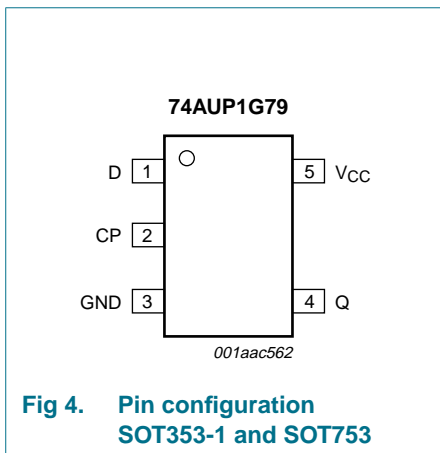 74AUP1G79
D 1 5 VCC
CP 2
GND 3 4 Q
001aac562
Fig 4. Pin configuration
SOT353-1 and SOT753